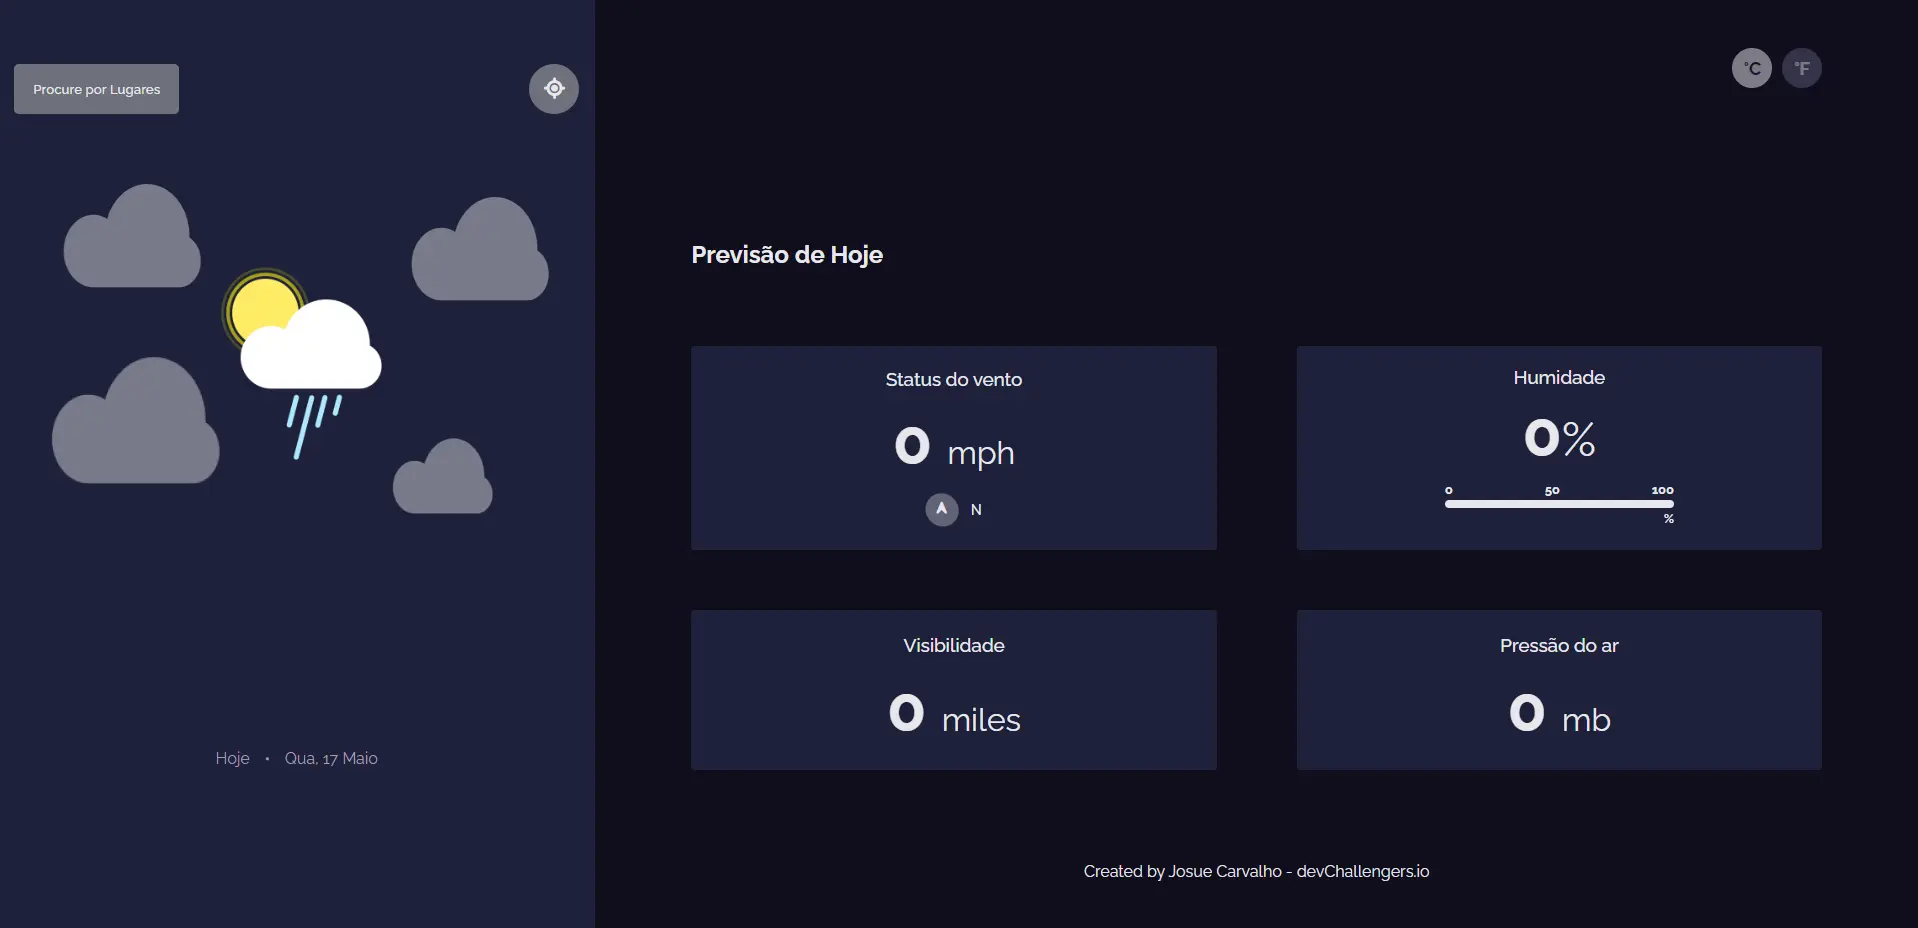 Procure por Lugares
°C
°F
Previsão de Hoje
Status do vento
0 mph
N
Humidade
0%
0 50 100
%
Visibilidade
0 miles
Pressão do ar
0 mb
Hoje • Qua, 17 Maio
Created by Josue Carvalho - devChallengers.io